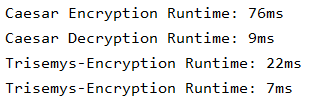 Caesar Encryption Runtime: 76ms
Caesar Decryption Runtime: 9ms
Trisemys-Encryption Runtime: 22ms
Trisemys-Encryption Runtime: 7ms